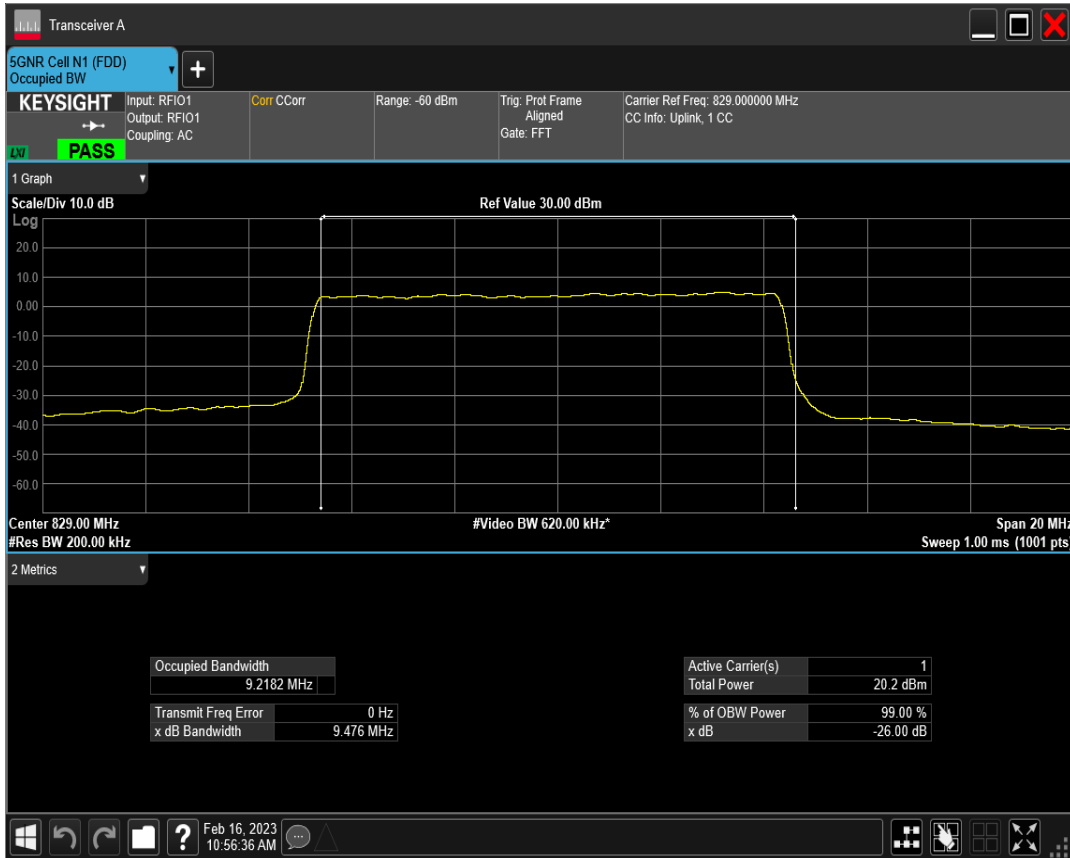 Transceiver A
5GNR Cell N1 (FDD)
Occupied BW
+
KEYSIGHT
Input: RFIO1
Output: RFIO1
Coupling: AC
Corr CCorr
Range: -60 dBm
Trig: Prot Frame
Aligned
Gate: FFT
Carrier Ref Freq: 829.000000 MHz
CC Info: Uplink, 1 CC
LXI
PASS
1 Graph
Scale/Div 10.0 dB
Ref Value 30.00 dBm
Log
20.0
10.0
0.00
-10.0
-20.0
-30.0
-40.0
-50.0
-60.0
Center 829.00 MHz
#Video BW 620.00 kHz*
Span 20 MHz
#Res BW 200.00 kHz
Sweep 1.00 ms (1001 pts)
2 Metrics
Occupied Bandwidth
9.2182 MHz
Transmit Freq Error 0 Hz
x dB Bandwidth 9.476 MHz
Active Carrier(s) 1
Total Power 20.2 dBm
% of OBW Power 99.00 %
x dB -26.00 dB
?
Feb 16, 2023
10:56:36 AM